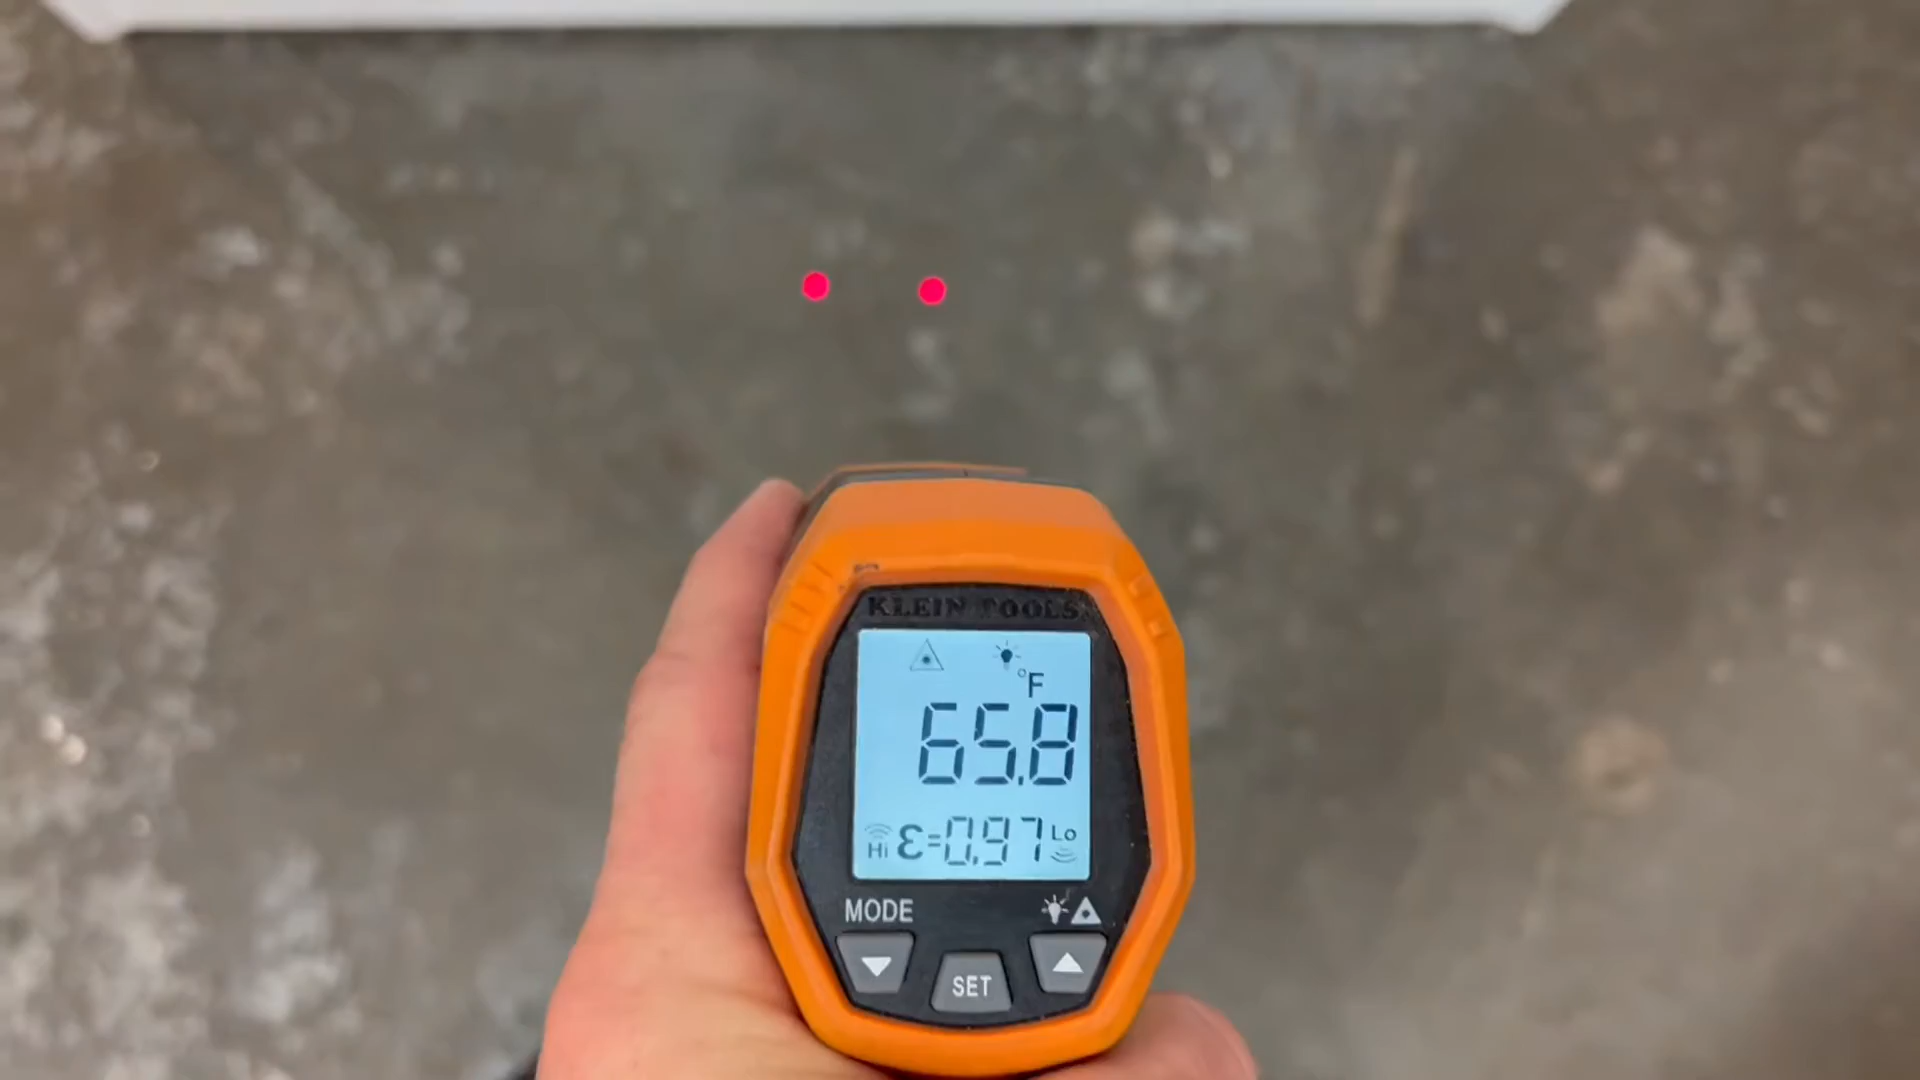 KLEIN TOOLS
°F
65.8
Hi ε=0.97 Lo
MODE
SET